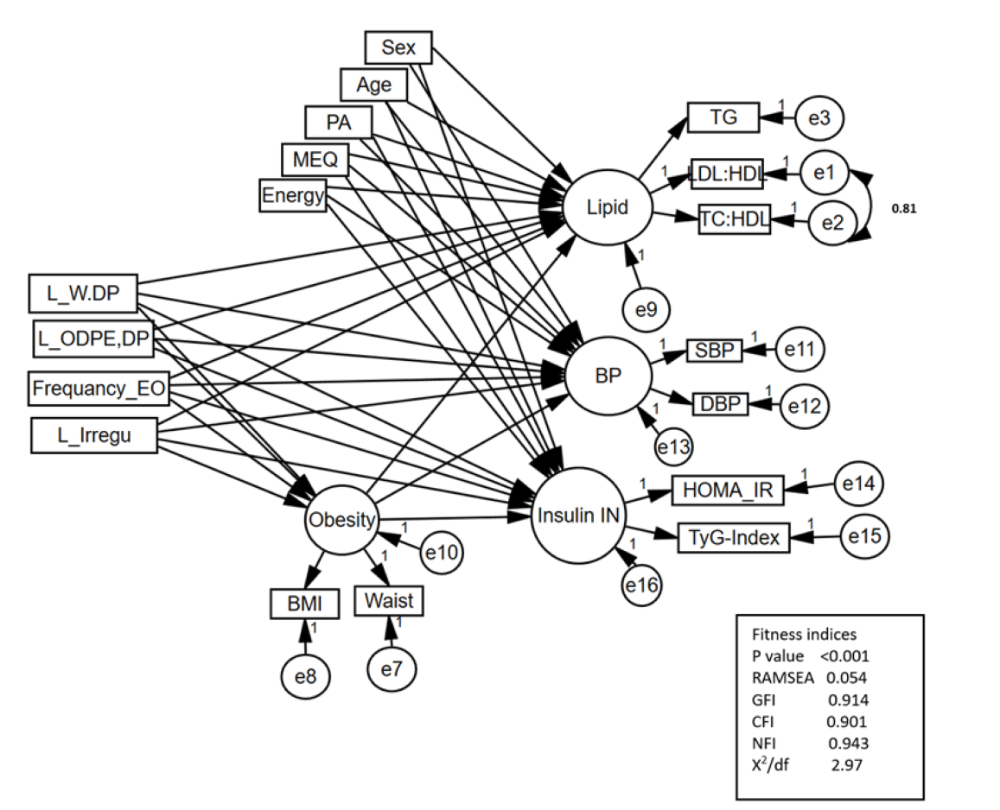 Sex
Age
PA
MEQ
Energy
L_W.DP
L_ODPE,DP
Frequancy_EO
L_Irregu
Lipid
TG
1
e3
1
LDL:HDL
1
e1
TC:HDL
1
e2
0.81
1
e9
BP
1
SBP
1
e11
DBP
1
e12
1
e13
Obesity
1
e10
1
BMI
Waist
1
1
e8
e7
Insulin IN
1
HOMA_IR
1
e14
TyG-Index
1
e15
1
e16
Fitness indices
P value <0.001
RAMSEA 0.054
GFI 0.914
CFI 0.901
NFI 0.943
X²/df 2.97